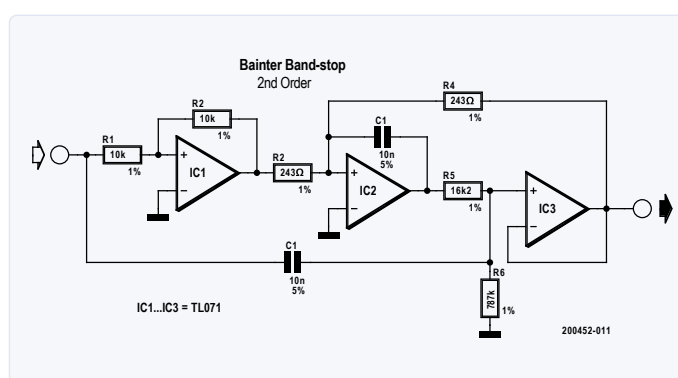 Bainter Band-stop
2nd Order
R1
10k
1%
R2
10k
1%
+
−
IC1
R2
243Ω
1%
C1
10n
5%
+
−
IC2
R4
243Ω
1%
R5
16k2
1%
+
−
IC3
C1
10n
5%
R6
787k
1%
IC1...IC3 = TL071
200452-011